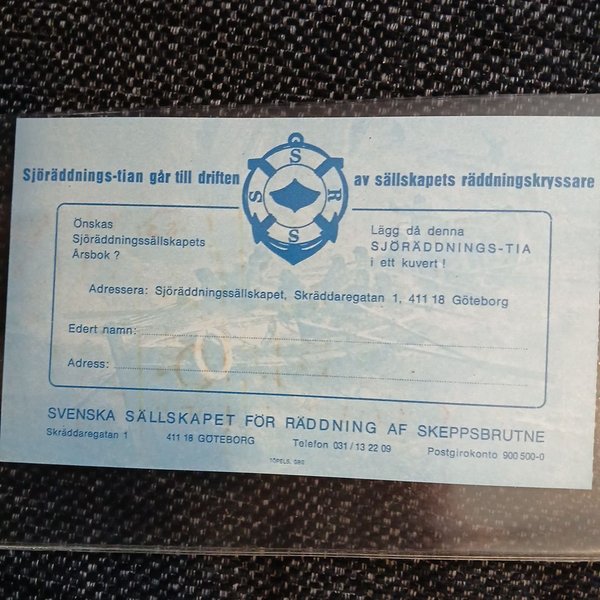 Sjöräddnings-tian går till driften av sällskapets räddningskryssare
S
S R
S
Önskas
Sjöräddningssällskapets
Årsbok ?
Lägg då denna
SJÖRÄDDNINGS-TIA
i ett kuvert !
Adressera: Sjöräddningssällskapet, Skräddaregatan 1, 411 18 Göteborg
Edert namn:
Adress:
SVENSKA SÄLLSKAPET FÖR RÄDDNING AF SKEPPSBRUTNE
Skräddaregatan 1 411 18 GÖTEBORG Telefon 031/13 22 09 Postgirokonto 900 500-0
TÖPELS, GBG